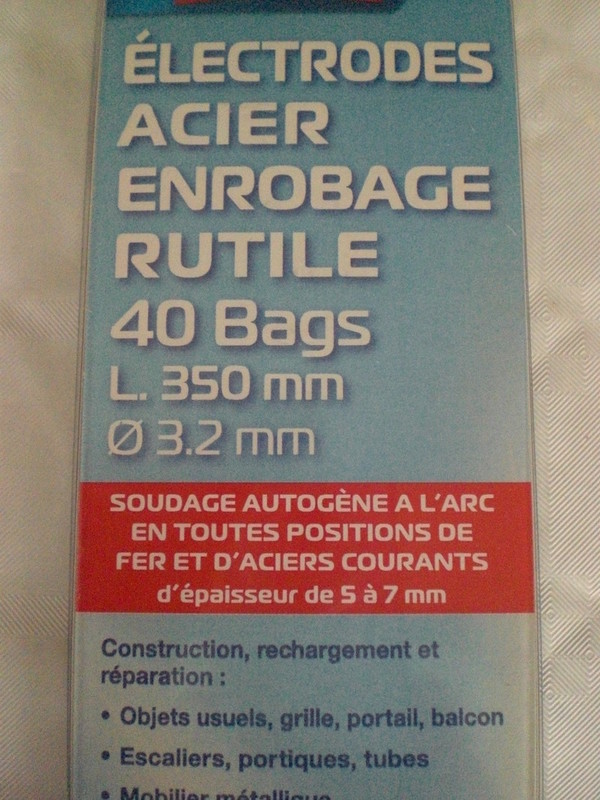 ÉLECTRODES
ACIER
ENROBAGE
RUTILE
40 Bags
L. 350 mm
Ø 3.2 mm
SOUDAGE AUTOGÈNE A L'ARC
EN TOUTES POSITIONS DE
FER ET D'ACIERS COURANTS
d'épaisseur de 5 à 7 mm
Construction, rechargement et
réparation :
• Objets usuels, grille, portail, balcon
• Escaliers, portiques, tubes
• Mobilier métallique